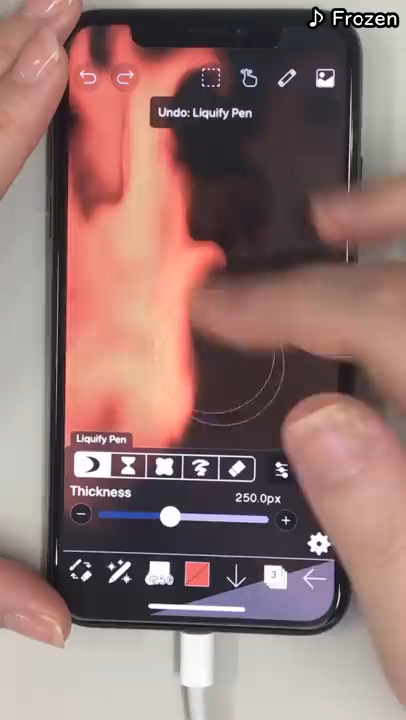 ♪ Frozen
Undo: Liquify Pen
Liquify Pen
Thickness
250.0px
250
3